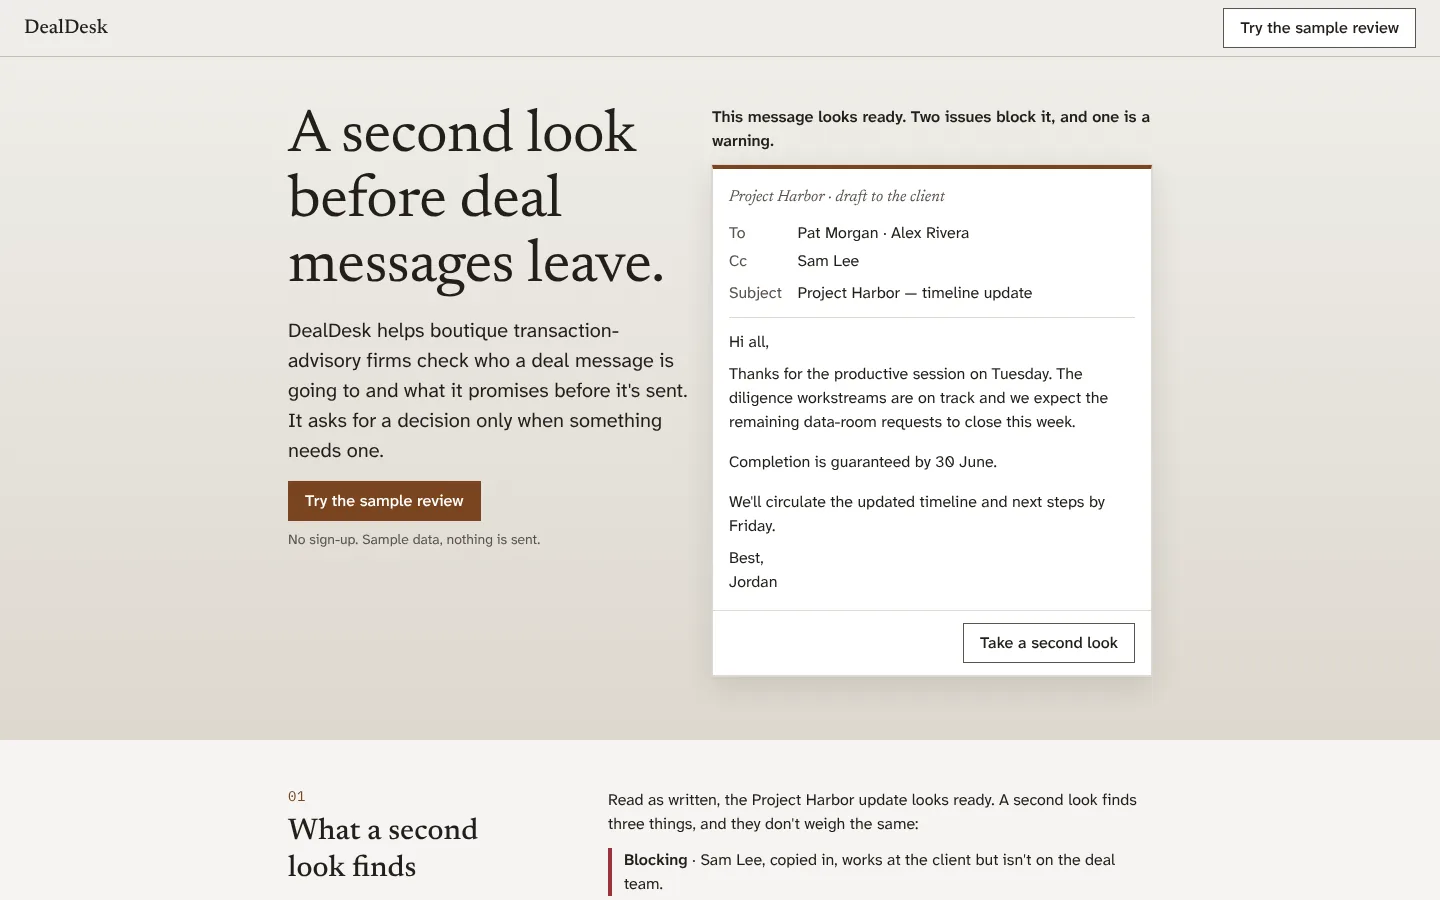 DealDesk
Try the sample review
A second look
before deal
messages leave.
DealDesk helps boutique transaction-
advisory firms check who a deal message is
going to and what it promises before it's sent.
It asks for a decision only when something
needs one.
Try the sample review
No sign-up. Sample data, nothing is sent.
This message looks ready. Two issues block it, and one is a
warning.
Project Harbor · draft to the client
To Pat Morgan · Alex Rivera
Cc Sam Lee
Subject Project Harbor — timeline update
Hi all,
Thanks for the productive session on Tuesday. The
diligence workstreams are on track and we expect the
remaining data-room requests to close this week.
Completion is guaranteed by 30 June.
We'll circulate the updated timeline and next steps by
Friday.
Best,
Jordan
Take a second look
01
What a second
look finds
Read as written, the Project Harbor update looks ready. A second look finds
three things, and they don't weigh the same:
Blocking · Sam Lee, copied in, works at the client but isn't on the deal
team.